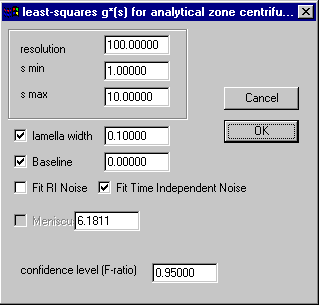 least-squares g*(s) for analytical zone centrifu...
resolution 100.00000
s min 1.00000
s max 10.00000
Cancel
lamella width 0.10000
OK
Baseline 0.00000
Fit RI Noise Fit Time Independent Noise
Meniscus 6.1811
confidence level (F-ratio) 0.95000